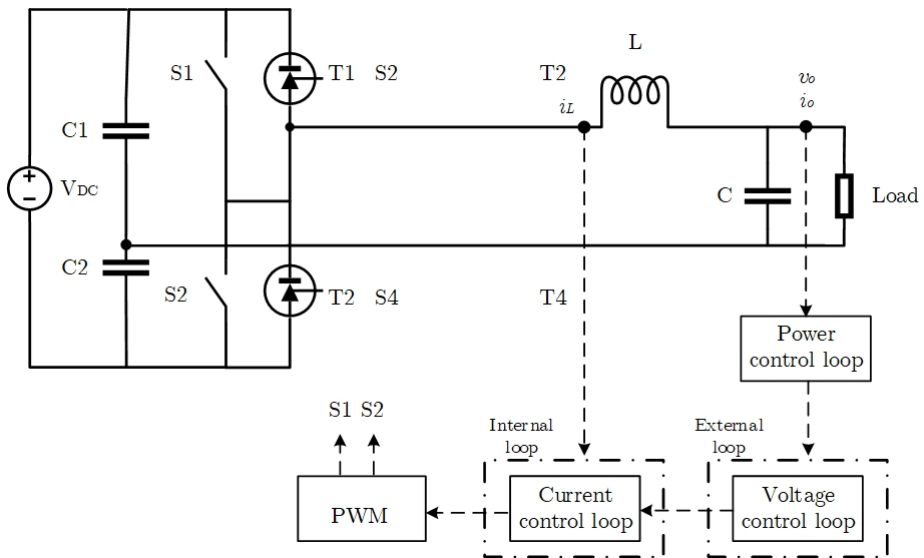 L
S1
T1
S2
T2
iL
vo
io
C1
VDC
C
Load
C2
S2
T2
S4
T4
Power
control loop
S1
S2
Internal
loop
External
loop
PWM
Current
control loop
Voltage
control loop